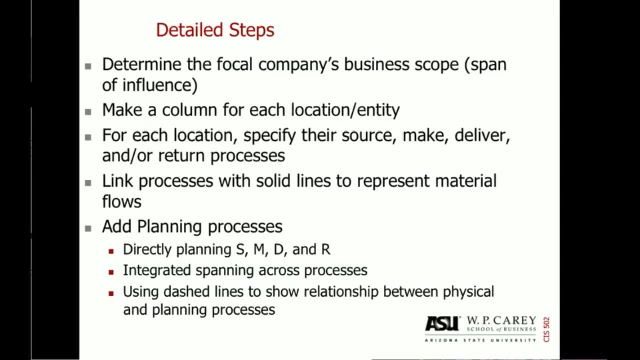 Detailed Steps
Determine the focal company's business scope (span
of influence)
Make a column for each location/entity
For each location, specify their source, make, deliver,
and/or return processes
Link processes with solid lines to represent material
flows
Add Planning processes
Directly planning S, M, D, and R
Integrated spanning across processes
Using dashed lines to show relationship between physical
and planning processes
ASU W. P. CAREY
SCHOOL of BUSINESS
ARIZONA STATE UNIVERSITY
CIS 502